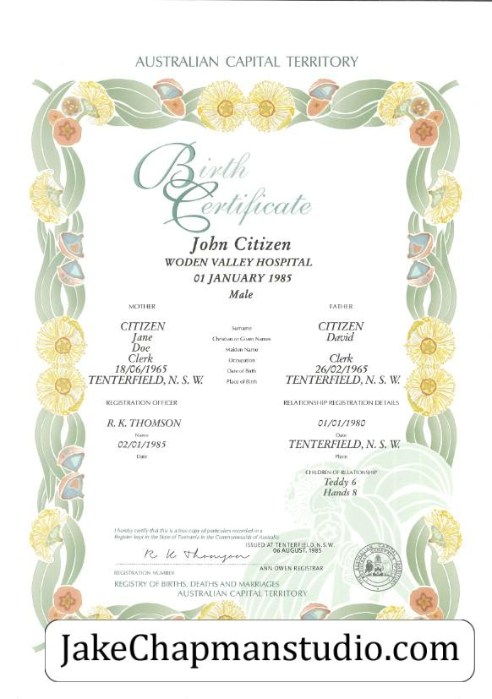 AUSTRALIAN CAPITAL TERRITORY
Birth
Certificate
John Citizen
WODEN VALLEY HOSPITAL
01 JANUARY 1985
Male
MOTHER
FATHER
CITIZEN Surname CITIZEN
Jane Christian or Given Names David
Doe Maiden Name
Clerk Occupation Clerk
18/06/1965 Date of Birth 26/02/1965
TENTERFIELD, N. S. W. Place of Birth TENTERFIELD, N. S. W.
REGISTRATION OFFICER
RELATIONSHIP REGISTRATION DETAILS
R. K. THOMSON
Name
02/01/1985
Date
01/01/1980
Date
TENTERFIELD, N. S. W.
Place
CHILDREN OF RELATIONSHIP
Teddy 6
Hands 8
I hereby certify that this is a true copy of particulars recorded in a
Register kept in the State of Tasmania in the Commonwealth of Australia
ISSUED AT TENTERFIELD, N.S.W.
06 AUGUST, 1985
R K Thomson
ANN OWEN REGISTRAR
REGISTRATION NUMBER
REGISTRY OF BIRTHS, DEATHS AND MARRIAGES
AUSTRALIAN CAPITAL TERRITORY
JakeChapmanstudio.com